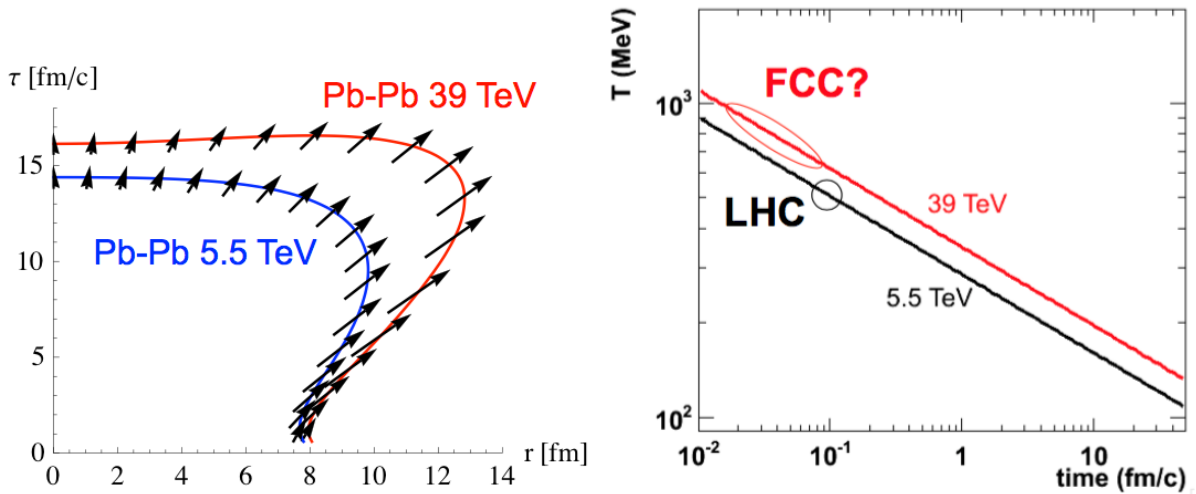 τ [fm/c]
Pb-Pb 39 TeV
15
Pb-Pb 5.5 TeV
10
5
0
0 2 4 6 8 10 12 14
r [fm]
T (MeV)
FCC?
10³
LHC
39 TeV
5.5 TeV
10²
10⁻² 10⁻¹ 1 10
time (fm/c)